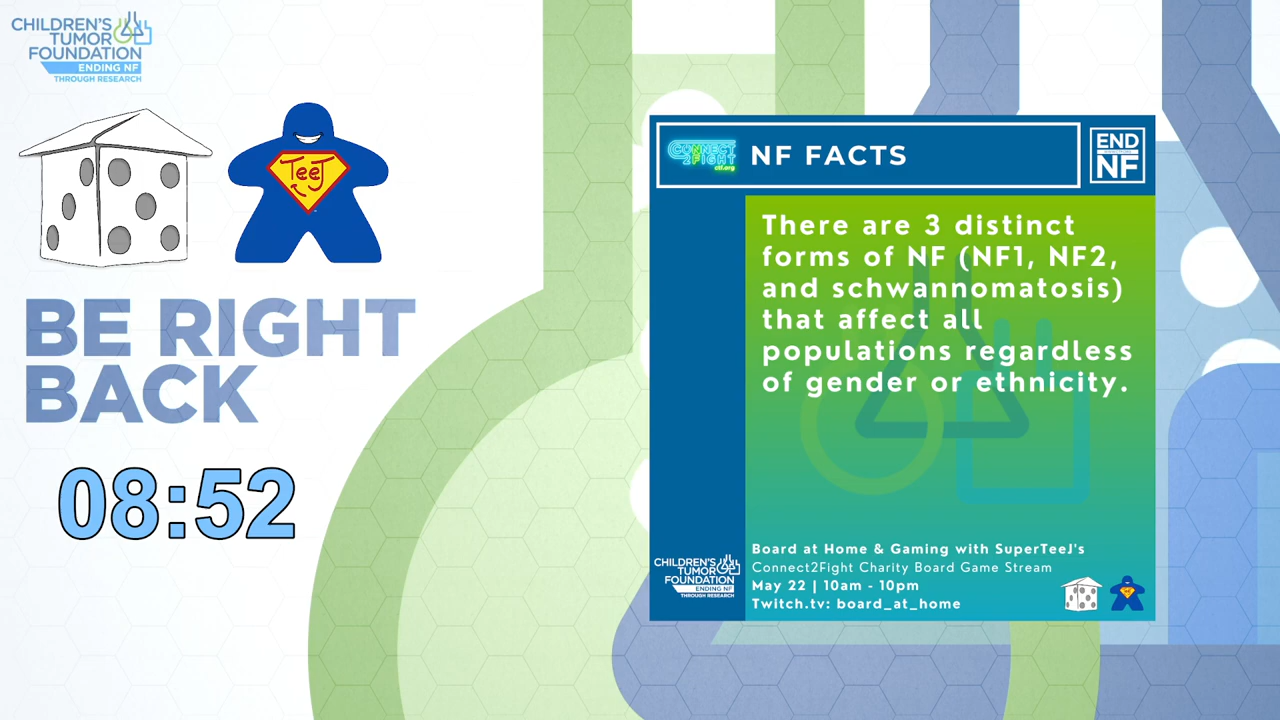 CHILDREN'S
TUMOR
FOUNDATION
ENDING NF
THROUGH RESEARCH
TeeJ
BE RIGHT
BACK
08:52
CONNECT
2FIGHT
ctf.org
NF FACTS
END
NF
There are 3 distinct
forms of NF (NF1, NF2,
and schwannomatosis)
that affect all
populations regardless
of gender or ethnicity.
CHILDREN'S
TUMOR
FOUNDATION
ENDING NF
THROUGH RESEARCH
Board at Home & Gaming with SuperTeeJ's
Connect2Fight Charity Board Game Stream
May 22 | 10am - 10pm
Twitch.tv: board_at_home